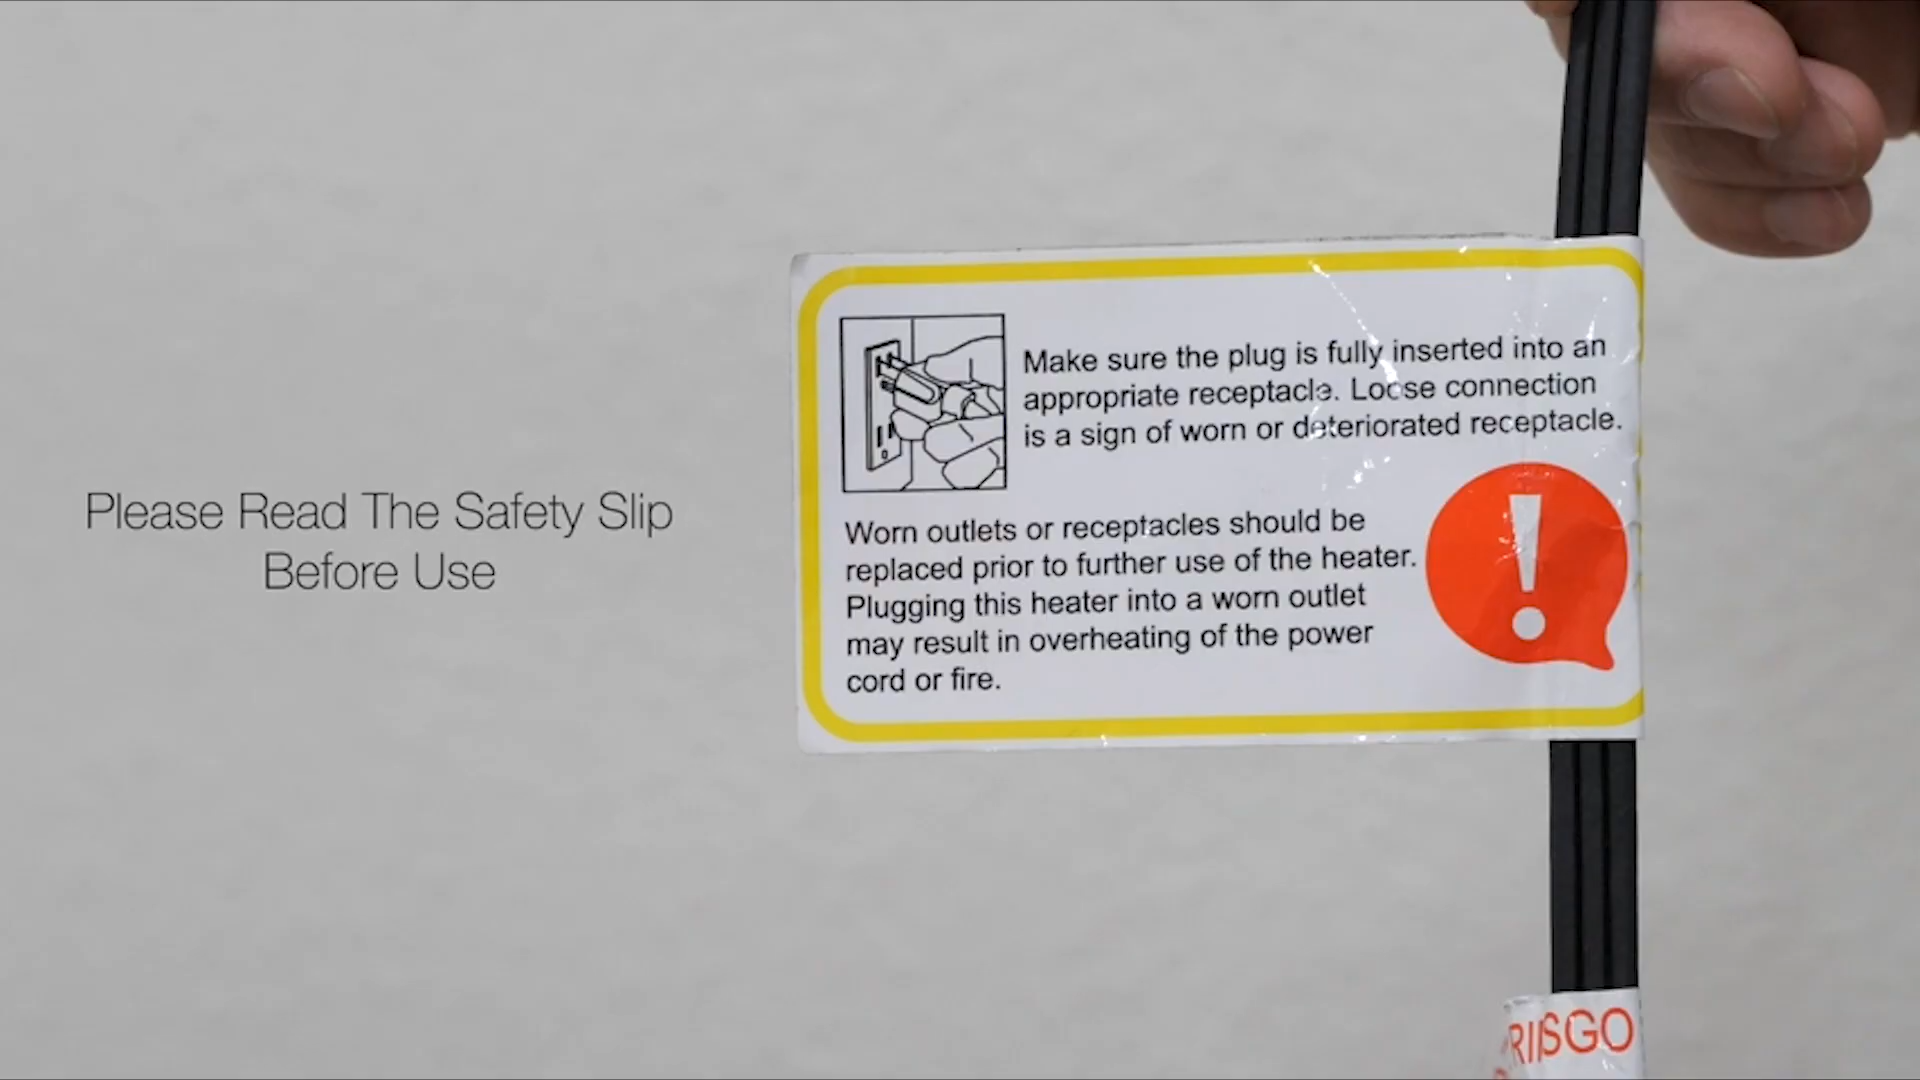 Please Read The Safety Slip
Before Use
Make sure the plug is fully inserted into an
appropriate receptacle. Loose connection
is a sign of worn or deteriorated receptacle.
Worn outlets or receptacles should be
replaced prior to further use of the heater.
Plugging this heater into a worn outlet
may result in overheating of the power
cord or fire.